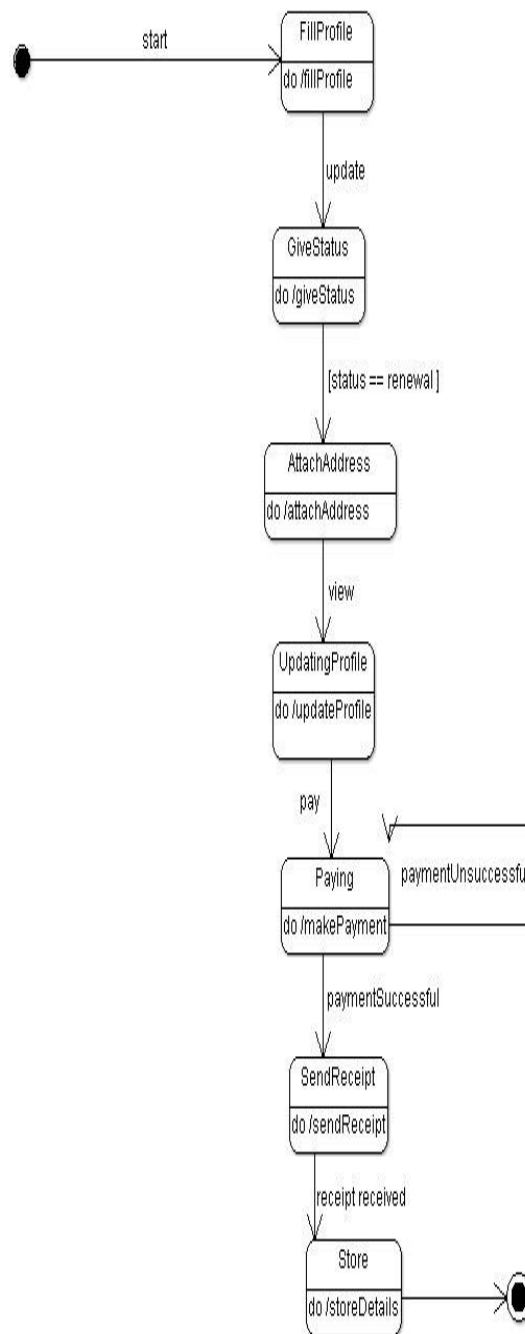 start
FillProfile
do /fillProfile
update
GiveStatus
do /giveStatus
[status == renewal ]
AttachAddress
do /attachAddress
view
UpdatingProfile
do /updateProfile
pay
Paying
do /makePayment
paymentUnsuccessfu
paymentSuccessful
SendReceipt
do /sendReceipt
receipt received
Store
do /storeDetails